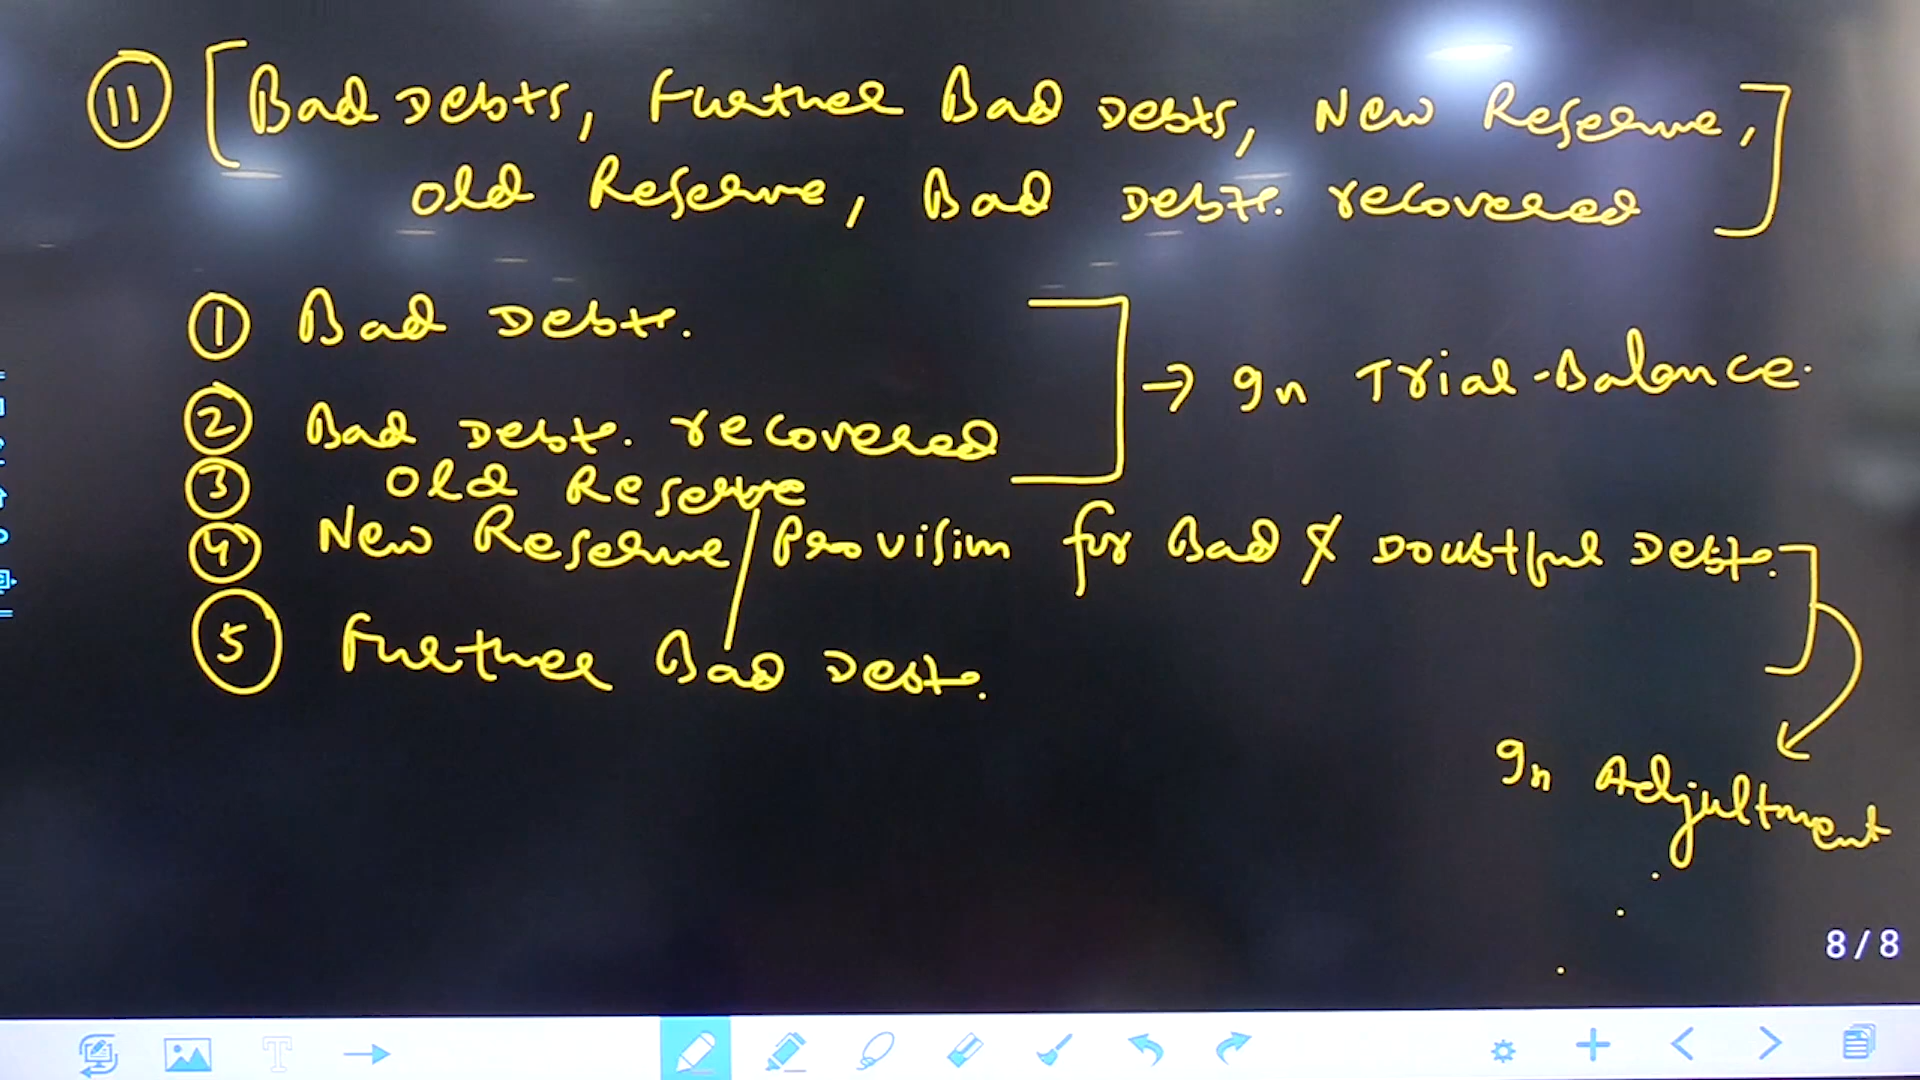 11 [Bad Debts, Further Bad Debts, New Reserve,
Old Reserve, Bad Debts. recovered]
1 Bad Debts.
2 Bad Debts. recovered
→ In Trial-Balance.
3 Old Reserve
4 New Reserve/Provision for Bad & Doubtful Debts.
5 Further Bad Debts.
In Adjustment
8/8